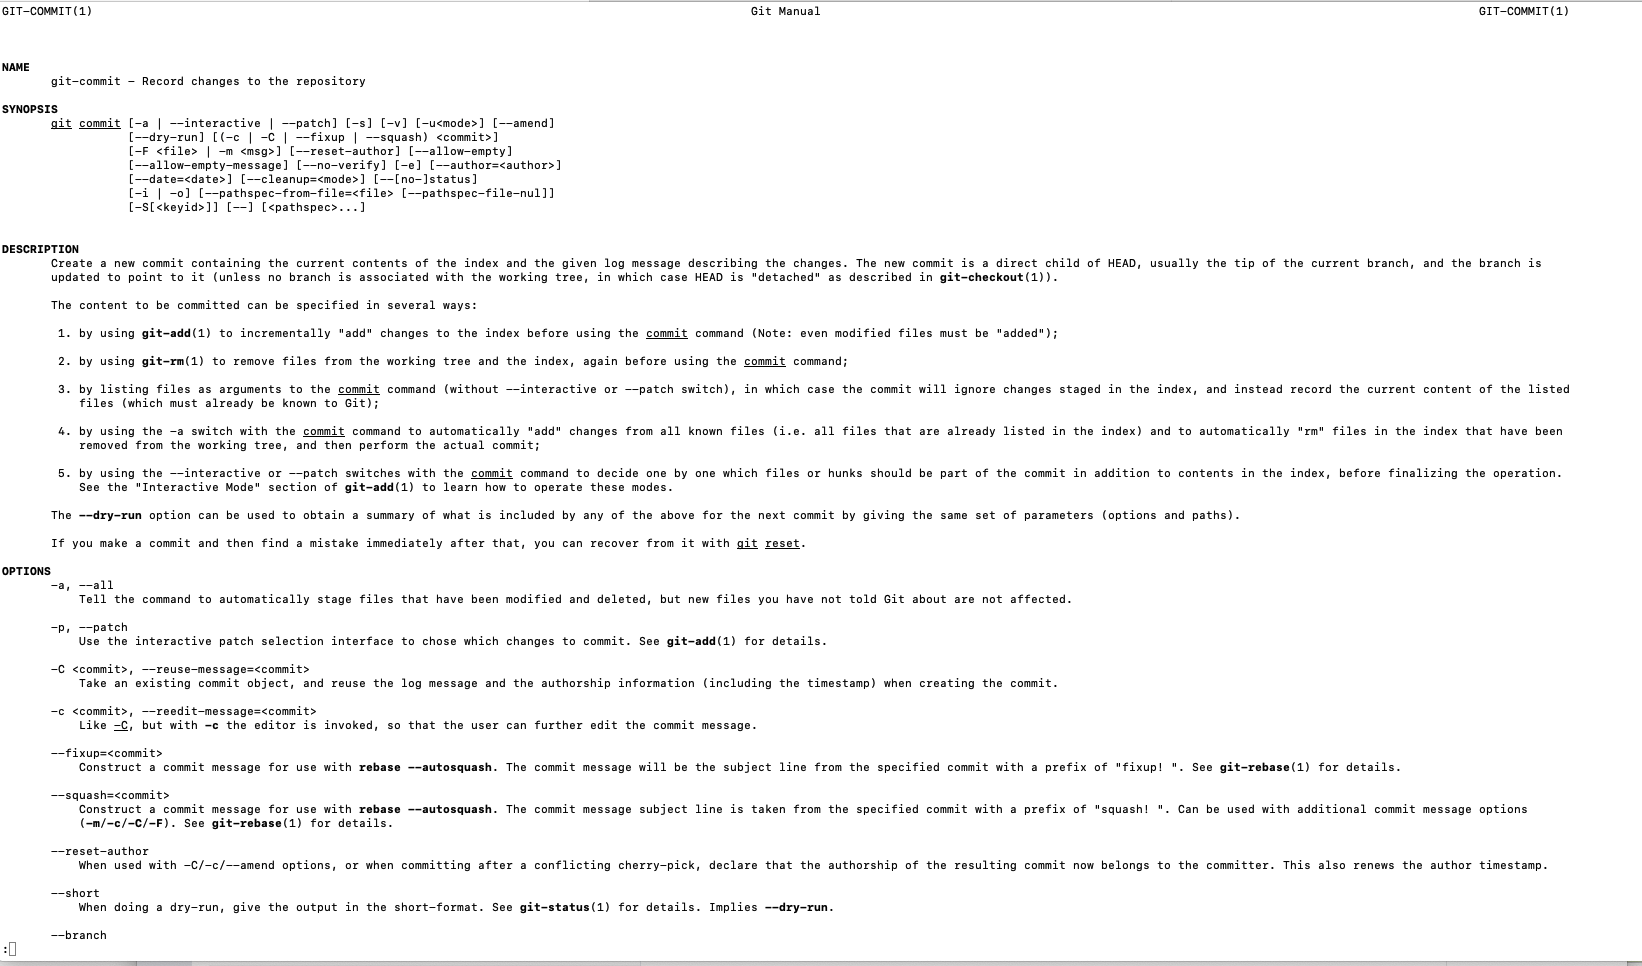 GIT-COMMIT(1) Git Manual GIT-COMMIT(1)
NAME
git-commit - Record changes to the repository
SYNOPSIS
git commit [-a | --interactive | --patch] [-s] [-v] [-u<mode>] [--amend]
[--dry-run] [(-c | -C | --fixup | --squash) <commit>]
[-F <file> | -m <msg>] [--reset-author] [--allow-empty]
[--allow-empty-message] [--no-verify] [-e] [--author=<author>]
[--date=<date>] [--cleanup=<mode>] [--[no-]status]
[-i | -o] [--pathspec-from-file=<file> [--pathspec-file-nul]]
[-S[<keyid>]] [--] [<pathspec>...]
DESCRIPTION
Create a new commit containing the current contents of the index and the given log message describing the changes. The new commit is a direct child of HEAD, usually the tip of the current branch, and the branch is
updated to point to it (unless no branch is associated with the working tree, in which case HEAD is "detached" as described in git-checkout(1)).
The content to be committed can be specified in several ways:
1. by using git-add(1) to incrementally "add" changes to the index before using the commit command (Note: even modified files must be "added");
2. by using git-rm(1) to remove files from the working tree and the index, again before using the commit command;
3. by listing files as arguments to the commit command (without --interactive or --patch switch), in which case the commit will ignore changes staged in the index, and instead record the current content of the listed
files (which must already be known to Git);
4. by using the -a switch with the commit command to automatically "add" changes from all known files (i.e. all files that are already listed in the index) and to automatically "rm" files in the index that have been
removed from the working tree, and then perform the actual commit;
5. by using the --interactive or --patch switches with the commit command to decide one by one which files or hunks should be part of the commit in addition to contents in the index, before finalizing the operation.
See the "Interactive Mode" section of git-add(1) to learn how to operate these modes.
The --dry-run option can be used to obtain a summary of what is included by any of the above for the next commit by giving the same set of parameters (options and paths).
If you make a commit and then find a mistake immediately after that, you can recover from it with git reset.
OPTIONS
-a, --all
Tell the command to automatically stage files that have been modified and deleted, but new files you have not told Git about are not affected.
-p, --patch
Use the interactive patch selection interface to chose which changes to commit. See git-add(1) for details.
-C <commit>, --reuse-message=<commit>
Take an existing commit object, and reuse the log message and the authorship information (including the timestamp) when creating the commit.
-c <commit>, --reedit-message=<commit>
Like -C, but with -c the editor is invoked, so that the user can further edit the commit message.
--fixup=<commit>
Construct a commit message for use with rebase --autosquash. The commit message will be the subject line from the specified commit with a prefix of "fixup! ". See git-rebase(1) for details.
--squash=<commit>
Construct a commit message for use with rebase --autosquash. The commit message subject line is taken from the specified commit with a prefix of "squash! ". Can be used with additional commit message options
(-m/-c/-C/-F). See git-rebase(1) for details.
--reset-author
When used with -C/-c/--amend options, or when committing after a conflicting cherry-pick, declare that the authorship of the resulting commit now belongs to the committer. This also renews the author timestamp.
--short
When doing a dry-run, give the output in the short-format. See git-status(1) for details. Implies --dry-run.
--branch
: